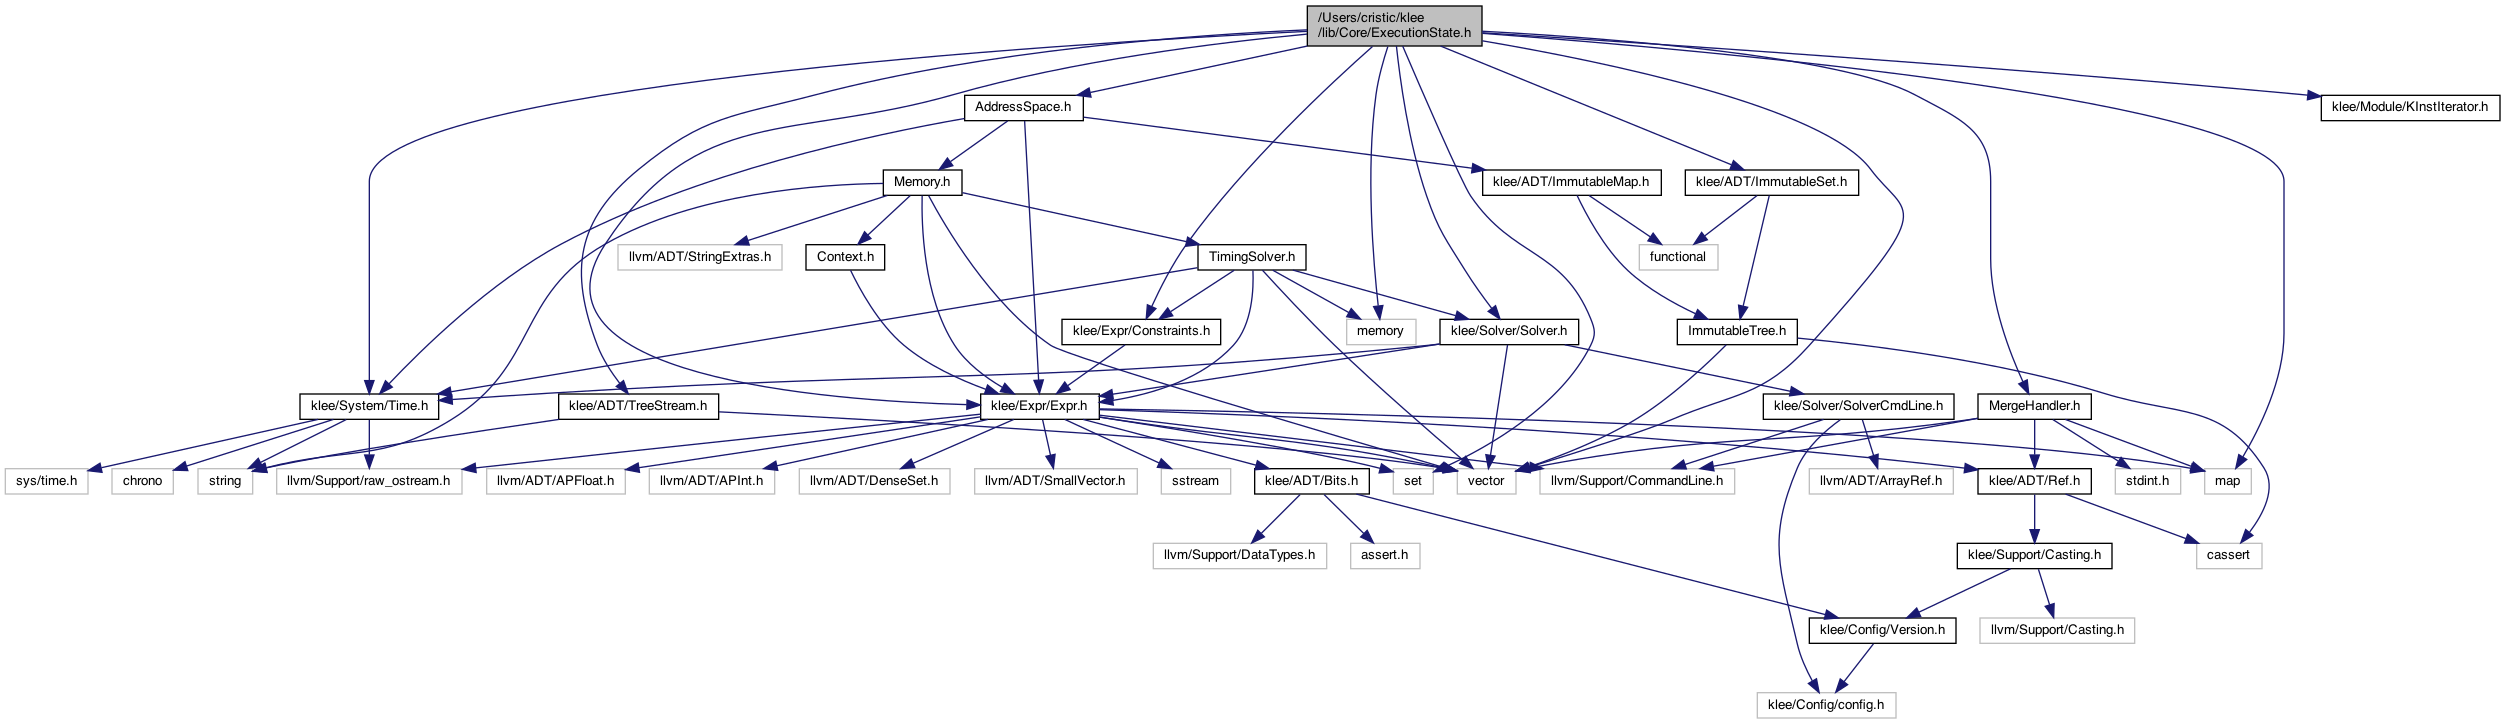 /Users/cristic/klee
/lib/Core/ExecutionState.h
AddressSpace.h
klee/Module/KInstIterator.h
Memory.h
klee/ADT/ImmutableMap.h
klee/ADT/ImmutableSet.h
llvm/ADT/StringExtras.h
Context.h
TimingSolver.h
functional
klee/Expr/Constraints.h
memory
klee/Solver/Solver.h
ImmutableTree.h
klee/System/Time.h
klee/ADT/TreeStream.h
klee/Expr/Expr.h
klee/Solver/SolverCmdLine.h
MergeHandler.h
sys/time.h
chrono
string
llvm/Support/raw_ostream.h
llvm/ADT/APFloat.h
llvm/ADT/APInt.h
llvm/ADT/DenseSet.h
llvm/ADT/SmallVector.h
sstream
klee/ADT/Bits.h
set
vector
llvm/Support/CommandLine.h
llvm/ADT/ArrayRef.h
klee/ADT/Ref.h
stdint.h
map
llvm/Support/DataTypes.h
assert.h
klee/Support/Casting.h
cassert
klee/Config/Version.h
llvm/Support/Casting.h
klee/Config/config.h